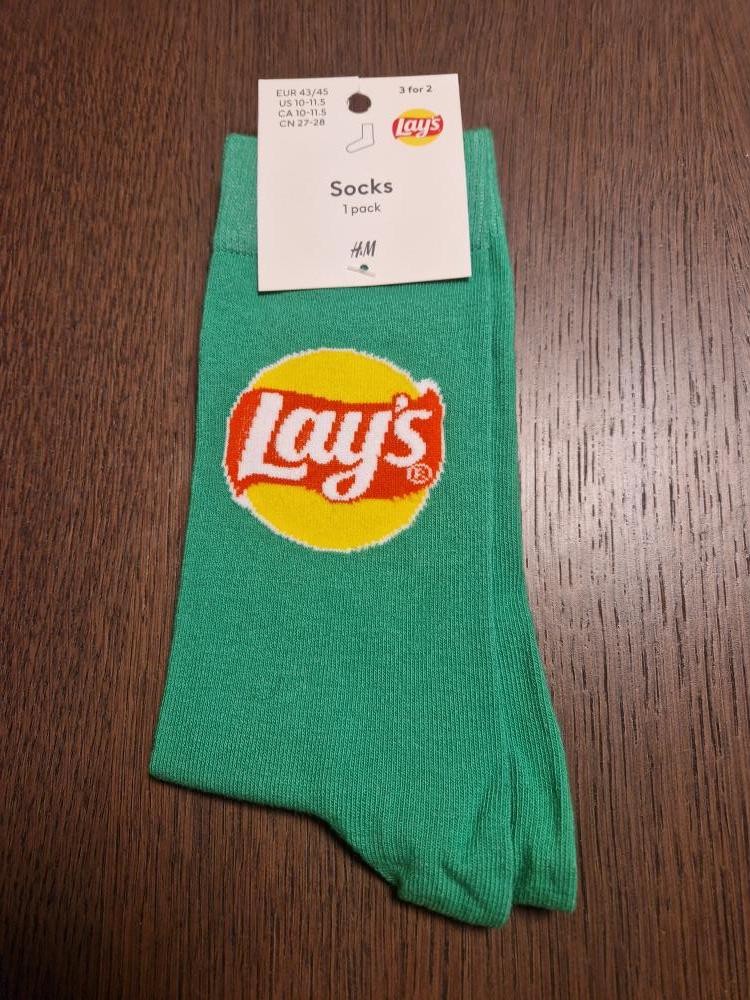 EUR 43/45
US 10-11.5
CA 10-11.5
CN 27-28
3 for 2
Lay's
Socks
1 pack
H&M
Lay's
®